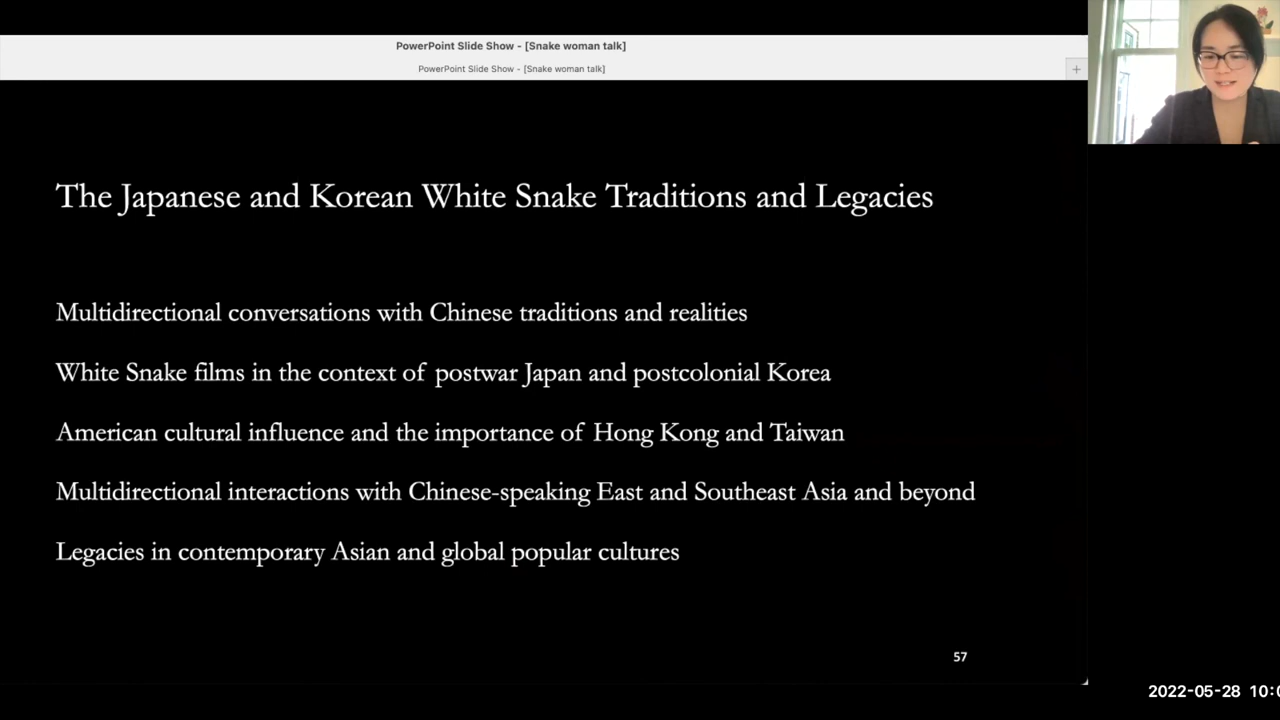 PowerPoint Slide Show - [Snake woman talk]
PowerPoint Slide Show - [Snake woman talk]
The Japanese and Korean White Snake Traditions and Legacies
Multidirectional conversations with Chinese traditions and realities
White Snake films in the context of postwar Japan and postcolonial Korea
American cultural influence and the importance of Hong Kong and Taiwan
Multidirectional interactions with Chinese-speaking East and Southeast Asia and beyond
Legacies in contemporary Asian and global popular cultures
57
2022-05-28